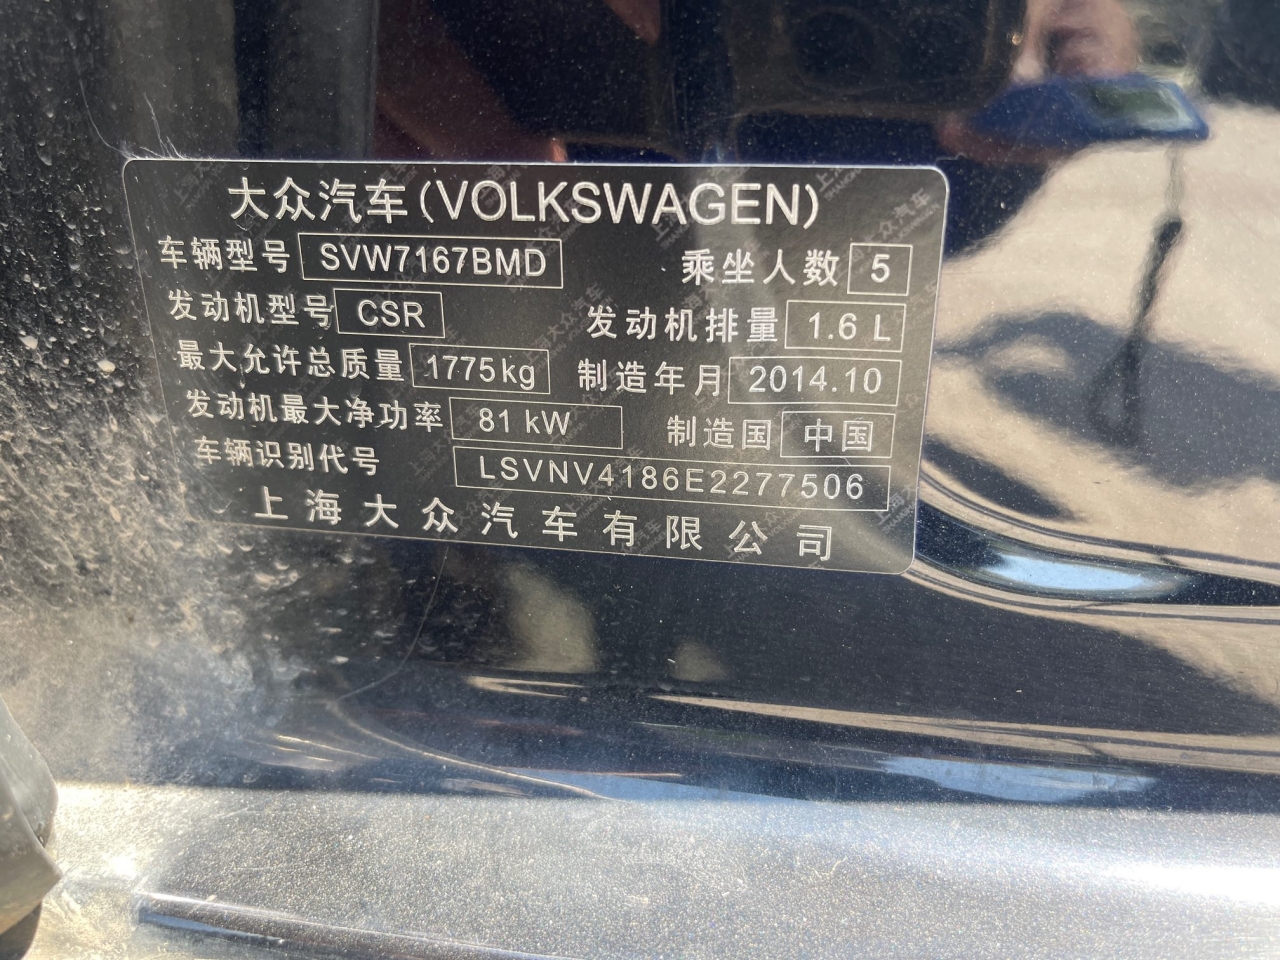 大众汽车(VOLKSWAGEN)
车辆型号 SVW7167BMD 乘坐人数 5
发动机型号 CSR 发动机排量 1.6 L
最大允许总质量 1775kg 制造年月 2014.10
发动机最大净功率 81 kW 制造国 中国
车辆识别代号 LSVNV4186E2277506
上海大众汽车有限公司